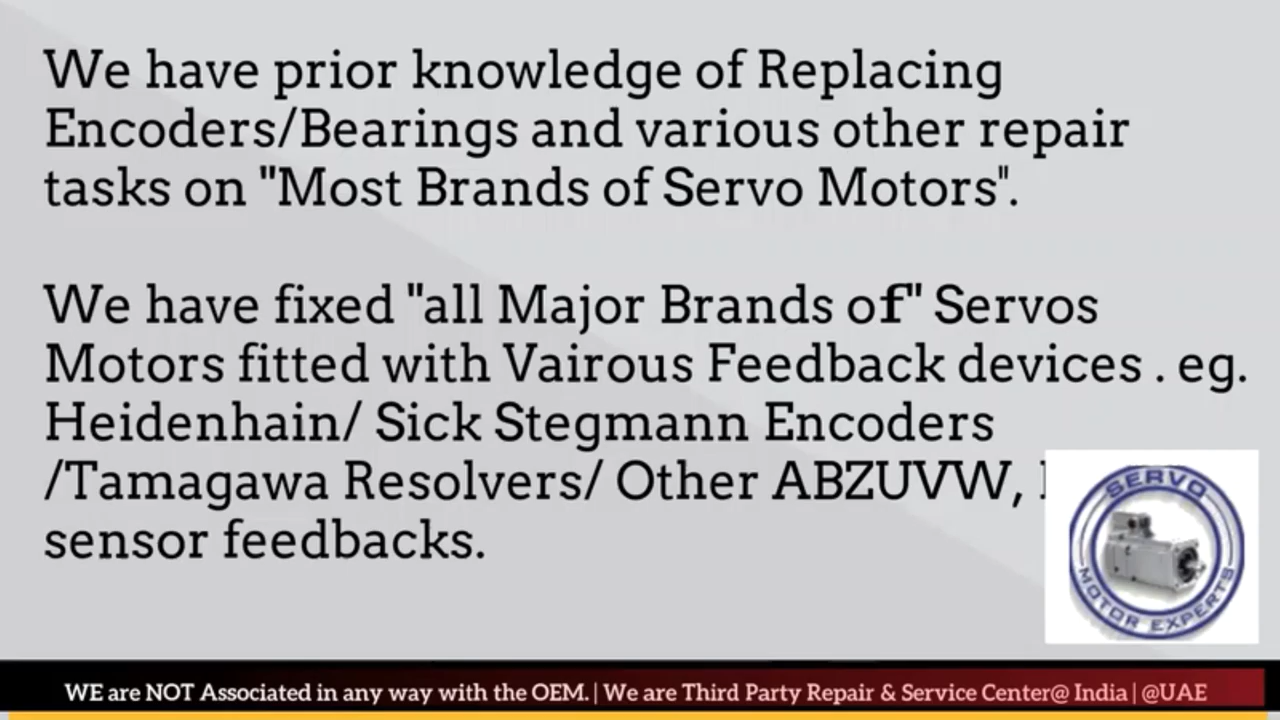 We have prior knowledge of Replacing
Encoders/Bearings and various other repair
tasks on "Most Brands of Servo Motors".
We have fixed "all Major Brands of" Servos
Motors fitted with Vairous Feedback devices . eg.
Heidenhain/ Sick Stegmann Encoders
/Tamagawa Resolvers/ Other ABZUVW,
sensor feedbacks.
SERVO
MOTOR EXPERTS
WE are NOT Associated in any way with the OEM. | We are Third Party Repair & Service Center@ India | @UAE